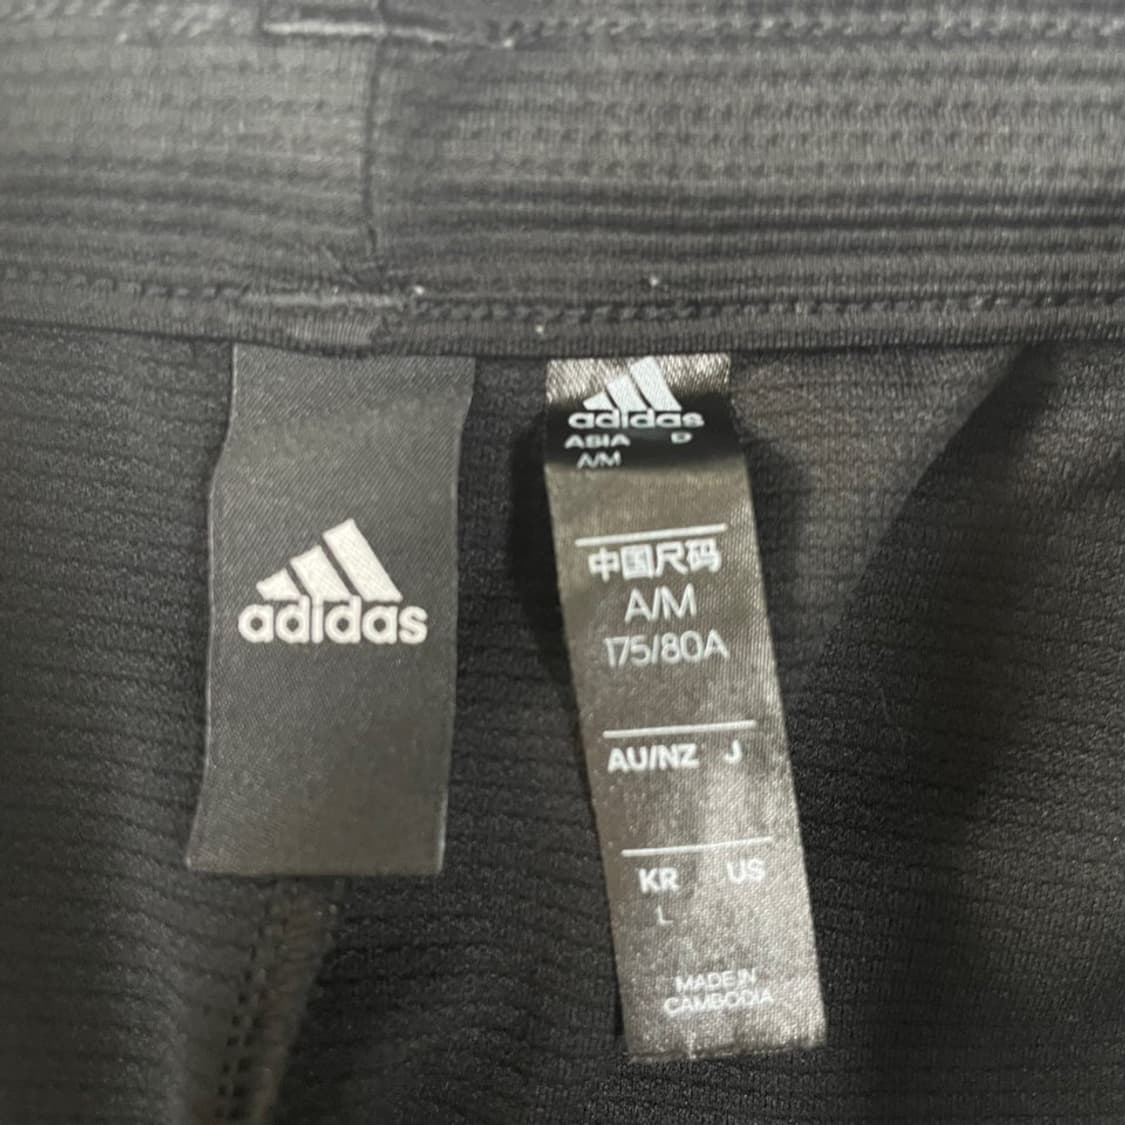 adidas
adidas
ASIA D
A/M
中国尺码
A/M
175/80A
AU/NZ J
KR US
L
MADE IN
CAMBODIA